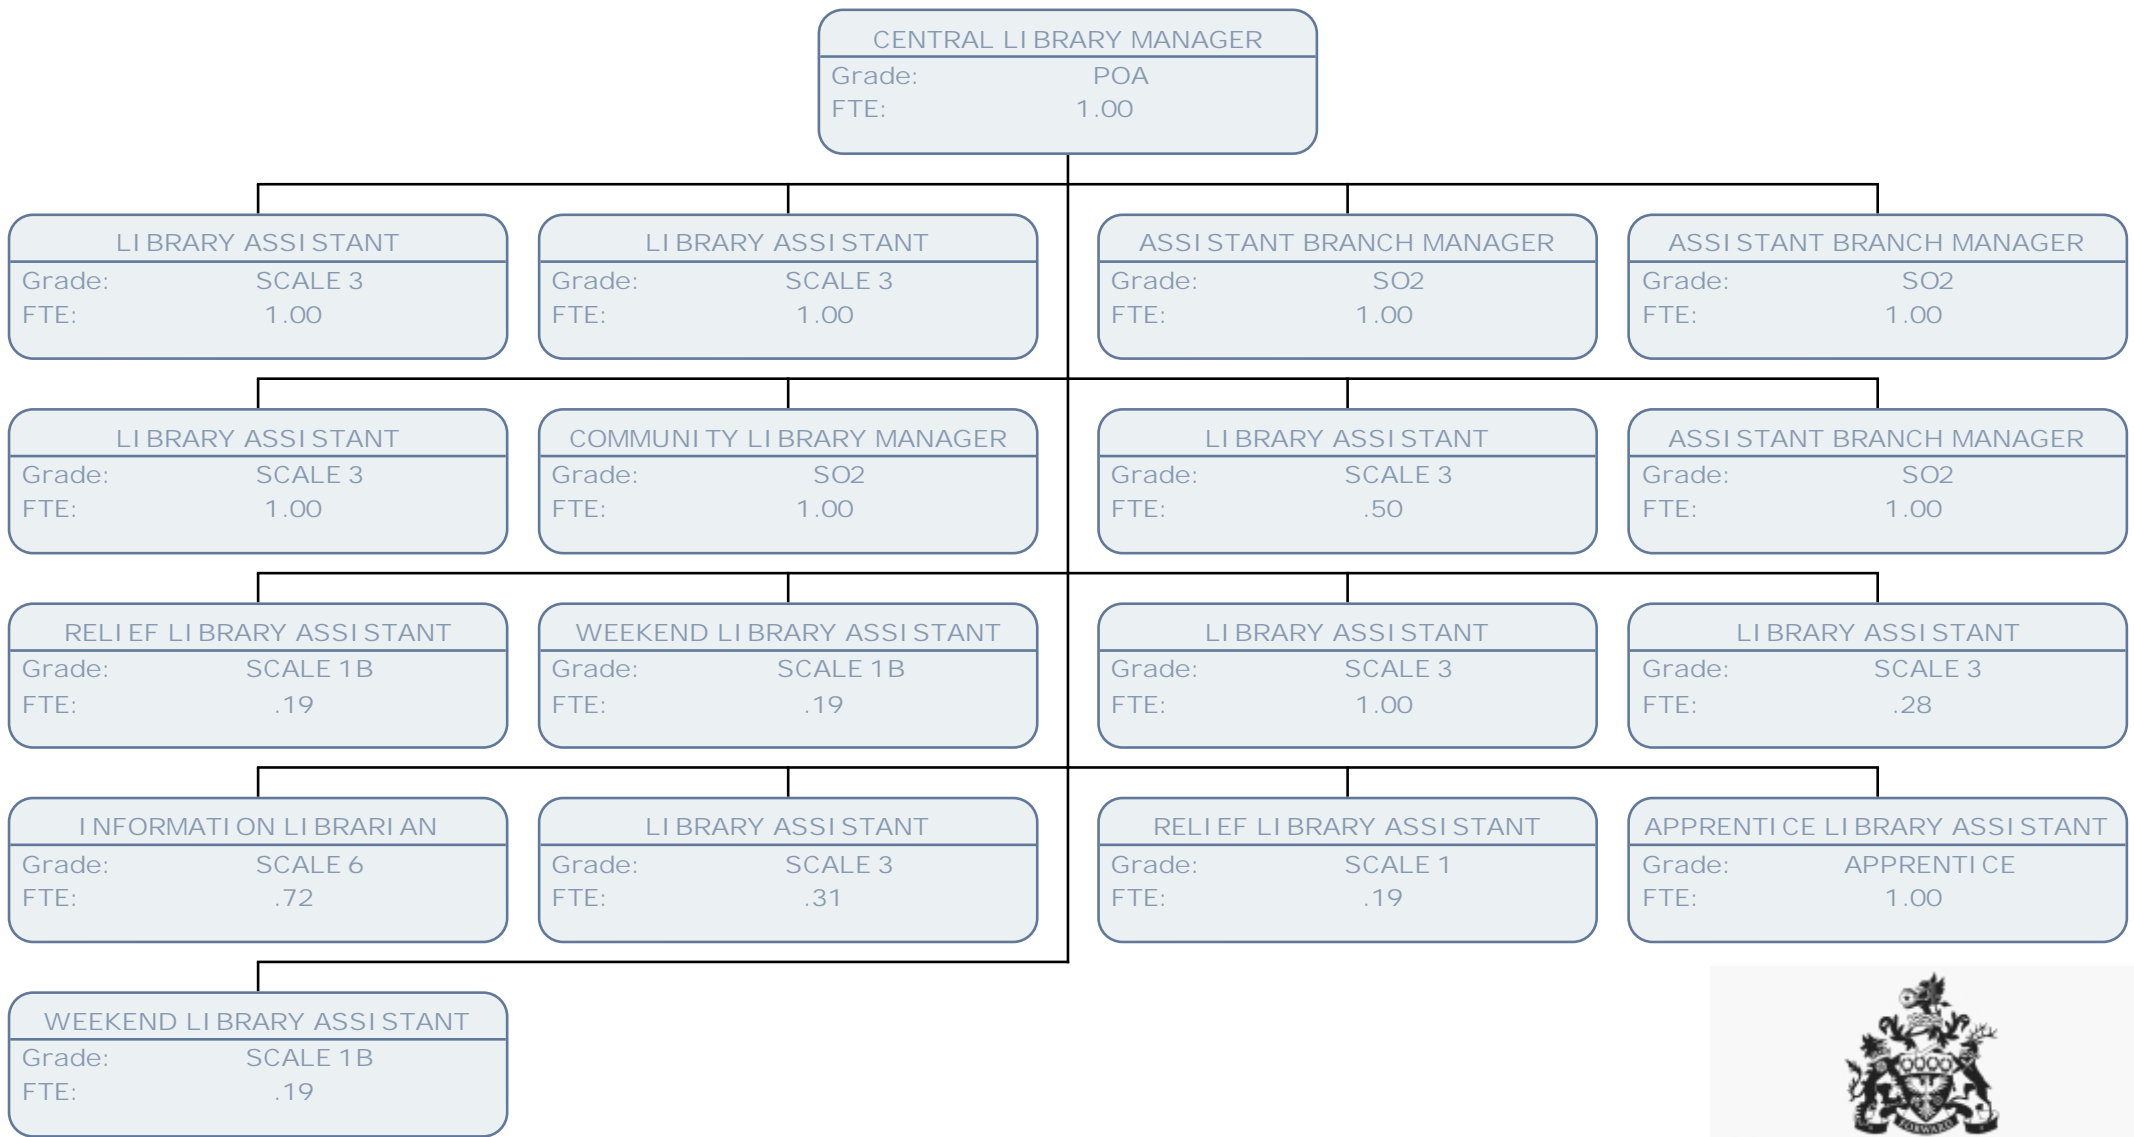 CENTRAL LIBRARY MANAGER
Grade: POA
FTE: 1.00
LIBRARY ASSISTANT
Grade: SCALE 3
FTE: 1.00
LIBRARY ASSISTANT
Grade: SCALE 3
FTE: 1.00
ASSISTANT BRANCH MANAGER
Grade: SO2
FTE: 1.00
ASSISTANT BRANCH MANAGER
Grade: SO2
FTE: 1.00
LIBRARY ASSISTANT
Grade: SCALE 3
FTE: 1.00
COMMUNITY LIBRARY MANAGER
Grade: SO2
FTE: 1.00
LIBRARY ASSISTANT
Grade: SCALE 3
FTE: .50
ASSISTANT BRANCH MANAGER
Grade: SO2
FTE: 1.00
RELIEF LIBRARY ASSISTANT
Grade: SCALE 1B
FTE: .19
WEEKEND LIBRARY ASSISTANT
Grade: SCALE 1B
FTE: .19
LIBRARY ASSISTANT
Grade: SCALE 3
FTE: 1.00
LIBRARY ASSISTANT
Grade: SCALE 3
FTE: .28
INFORMATION LIBRARIAN
Grade: SCALE 6
FTE: .72
LIBRARY ASSISTANT
Grade: SCALE 3
FTE: .31
RELIEF LIBRARY ASSISTANT
Grade: SCALE 1
FTE: .19
APPRENTICE LIBRARY ASSISTANT
Grade: APPRENTICE
FTE: 1.00
WEEKEND LIBRARY ASSISTANT
Grade: SCALE 1B
FTE: .19
FORWARD